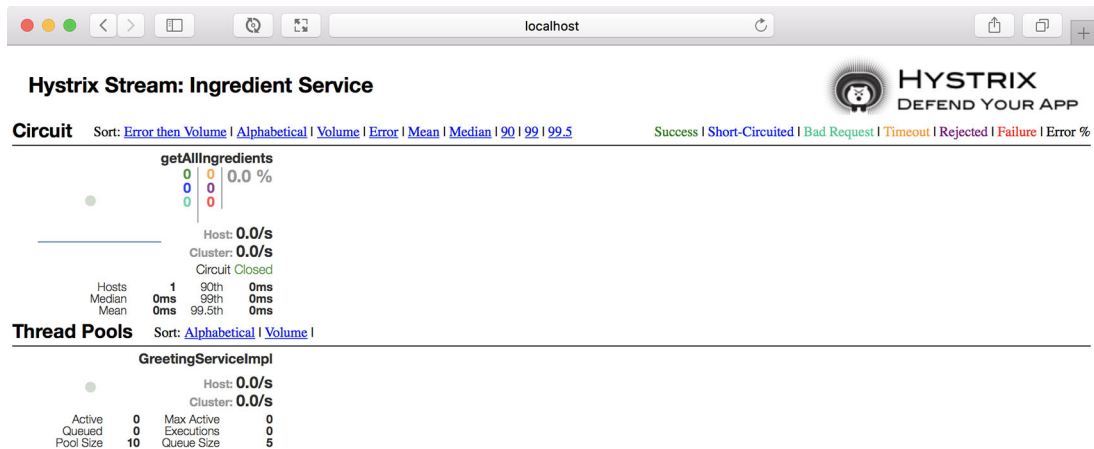 localhost
Hystrix Stream: Ingredient Service
HYSTRIX
DEFEND YOUR APP
Circuit Sort: Error then Volume | Alphabetical | Volume | Error | Mean | Median | 90 | 99 | 99.5
Success | Short-Circuited | Bad Request | Timeout | Rejected | Failure | Error %
getAllIngredients
0 0 0.0 %
0 0
0 0
Host: 0.0/s
Cluster: 0.0/s
Circuit Closed
Hosts 1 90th 0ms
Median 0ms 99th 0ms
Mean 0ms 99.5th 0ms
Thread Pools Sort: Alphabetical | Volume |
GreetingServiceImpl
Host: 0.0/s
Cluster: 0.0/s
Active 0 Max Active 0
Queued 0 Executions 0
Pool Size 10 Queue Size 5